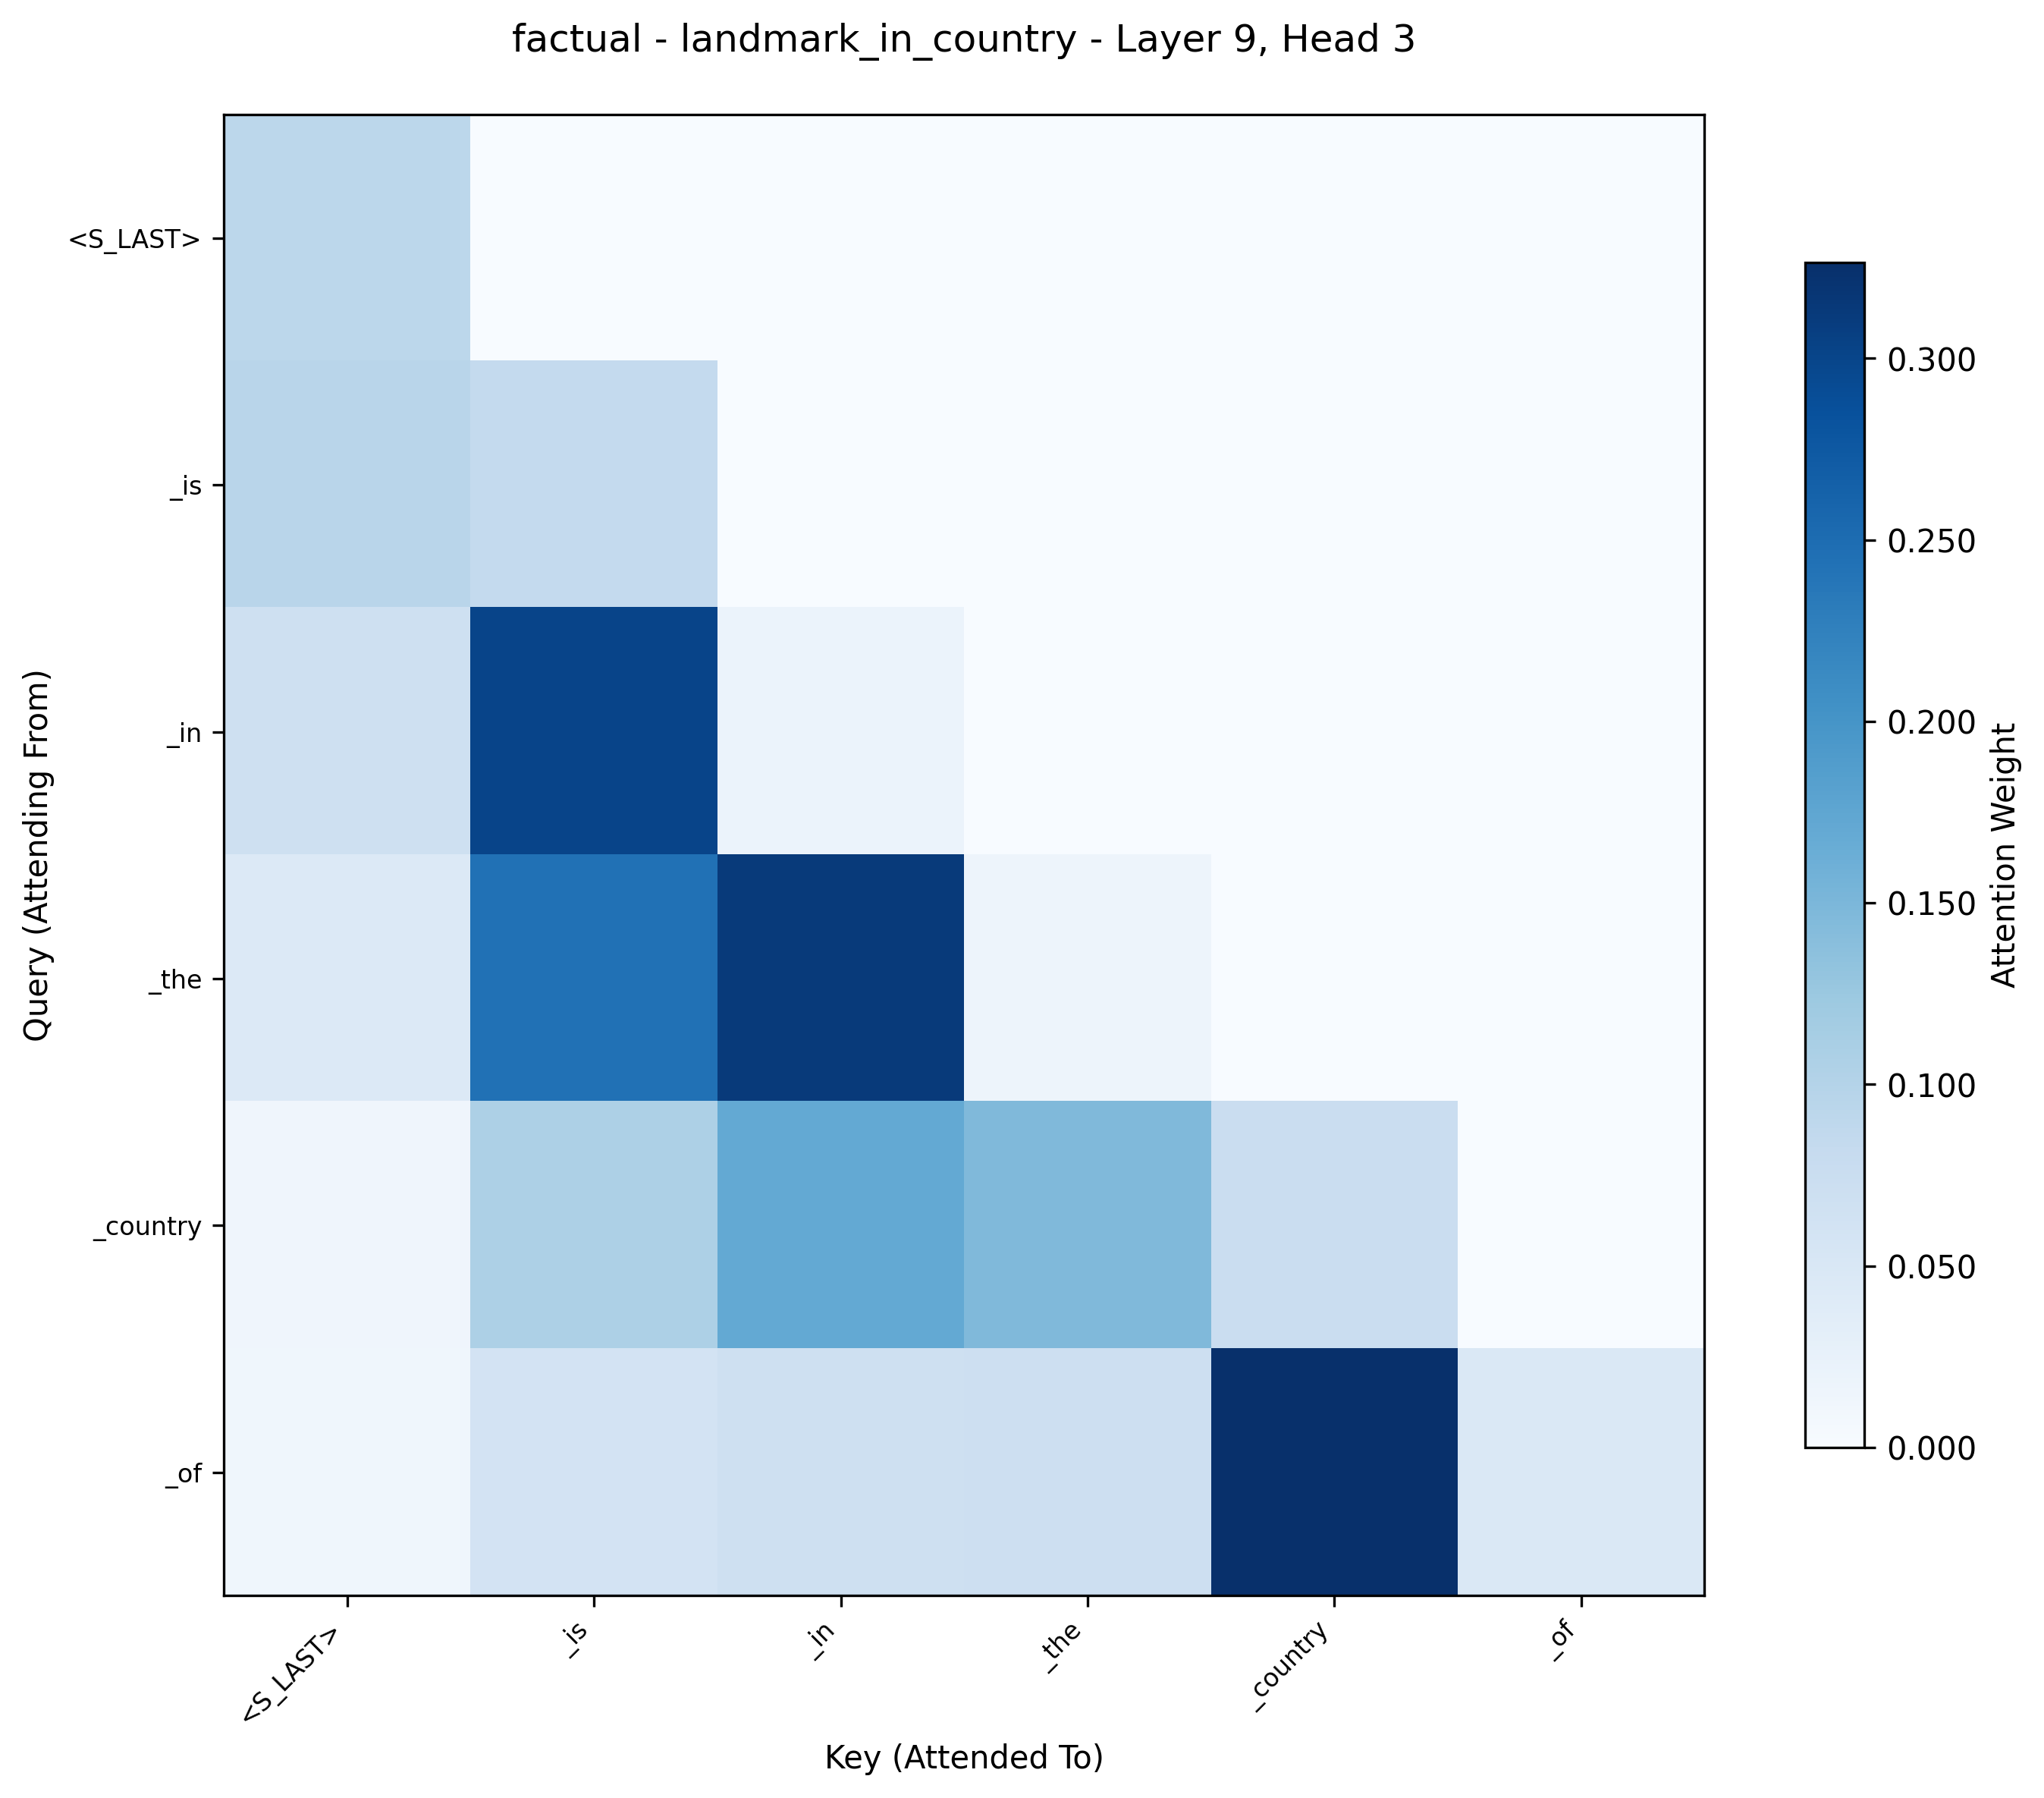 factual - landmark_in_country - Layer 9, Head 3
Query (Attending From)
<S_LAST>
_is
_in
_the
_country
_of
<S_LAST>
_is
_in
_the
_country
_of
Key (Attended To)
0.300
0.250
0.200
0.150
0.100
0.050
0.000
Attention Weight